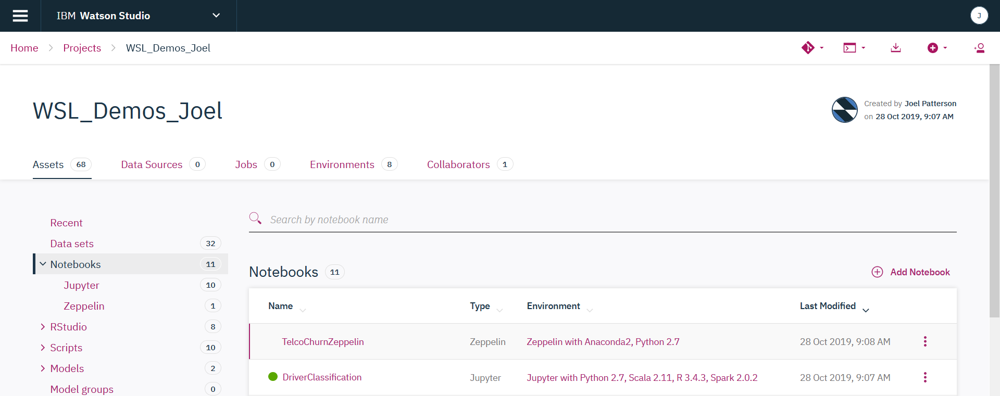 IBM Watson Studio
J
Home > Projects > WSL_Demos_Joel
WSL_Demos_Joel
Created by Joel Patterson
on 28 Oct 2019, 9:07 AM
Assets 68 Data Sources 0 Jobs 0 Environments 8 Collaborators 1
Recent
Data sets 32
Notebooks 11
Jupyter 10
Zeppelin 1
RStudio 8
Scripts 10
Models 2
Model groups 0
Search by notebook name
Notebooks 11
Add Notebook
Name Type Environment Last Modified
TelcoChurnZeppelin Zeppelin Zeppelin with Anaconda2, Python 2.7 28 Oct 2019, 9:08 AM
DriverClassification Jupyter Jupyter with Python 2.7, Scala 2.11, R 3.4.3, Spark 2.0.2 28 Oct 2019, 9:07 AM